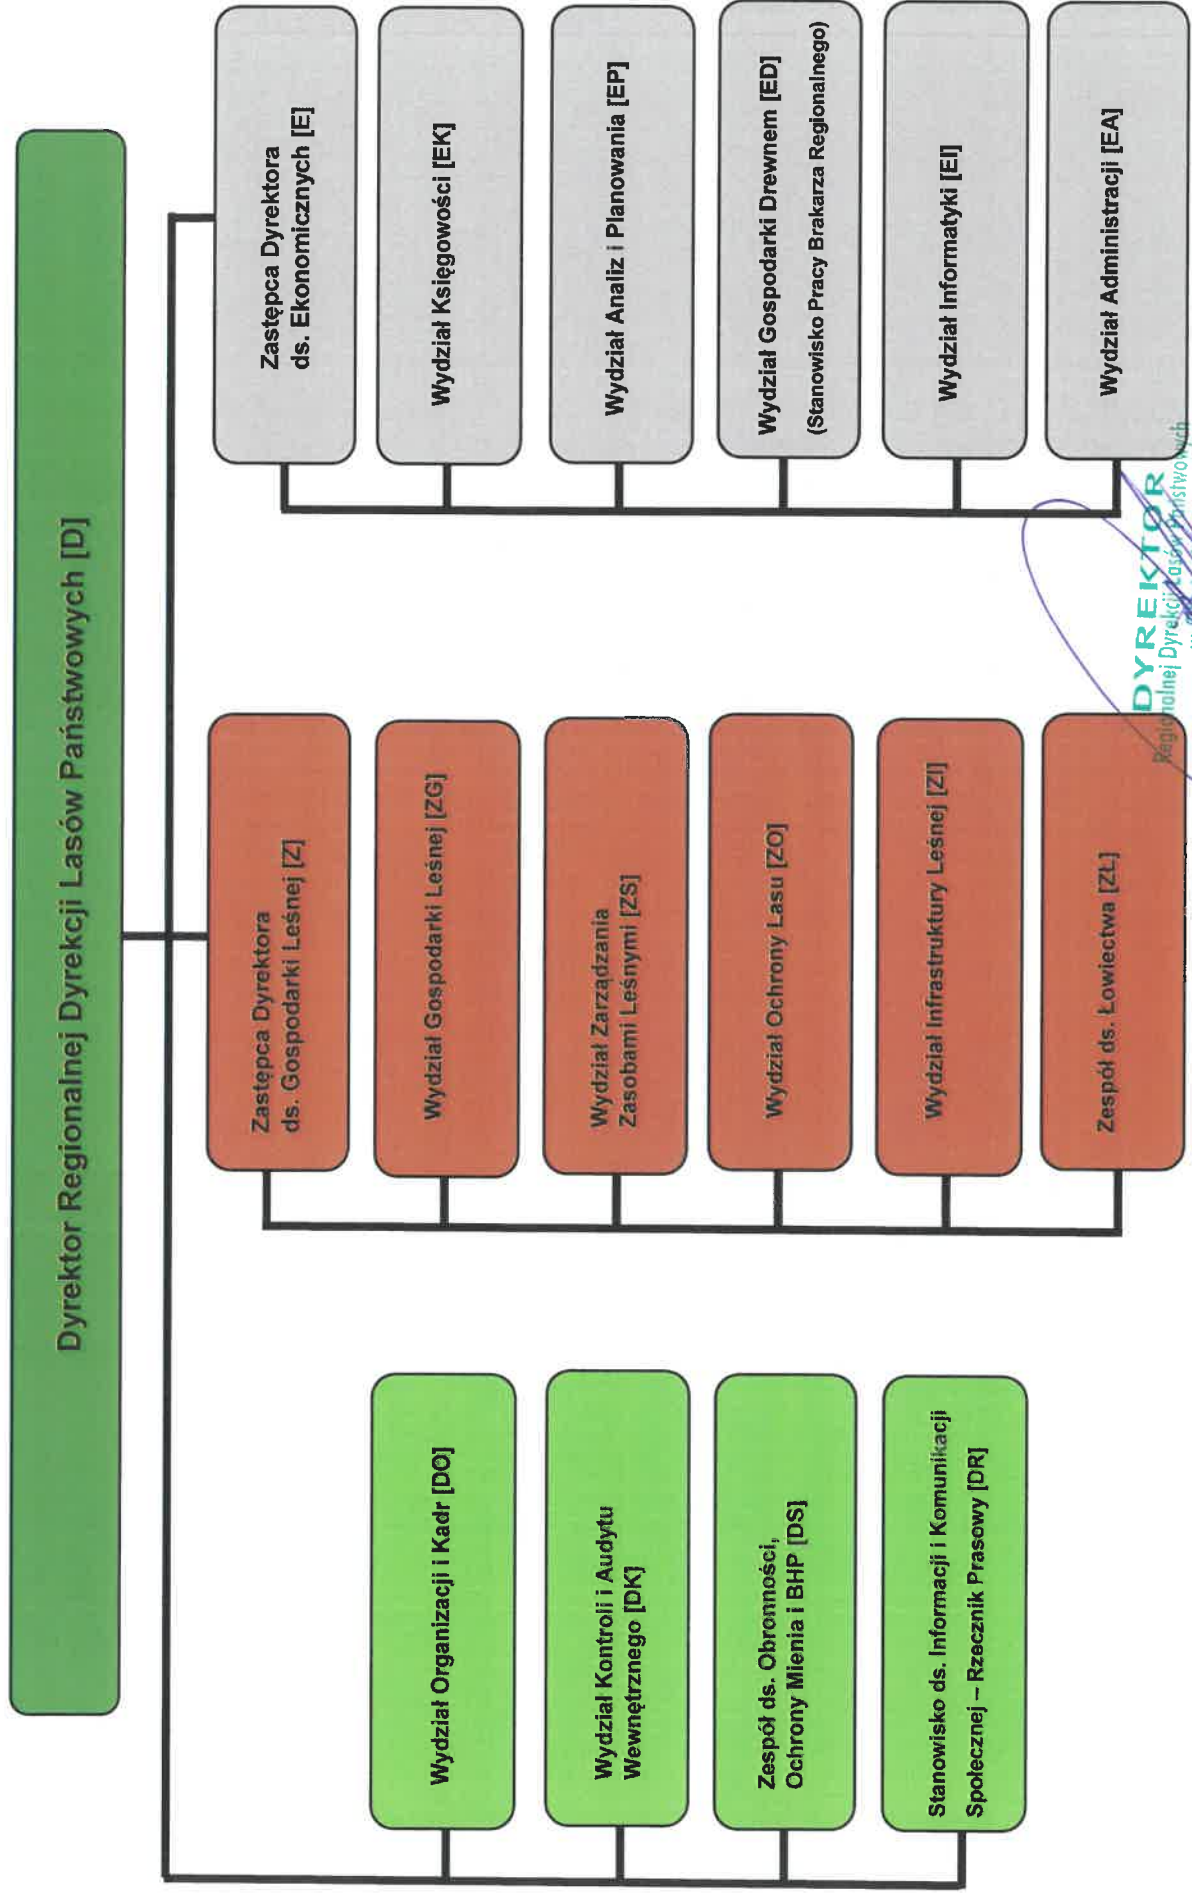 Dyrektor Regionalnej Dyrekcji Lasów Państwowych [D]
Wydział Organizacji i Kadr [DO]
Wydział Kontroli i Audytu
Wewnętrznego [DK]
Zespół ds. Obronności,
Ochrony Mienia i BHP [DS]
Stanowisko ds. Informacji i Komunikacji
Społecznej – Rzecznik Prasowy [DR]
Zastępca Dyrektora
ds. Gospodarki Leśnej [Z]
Wydział Gospodarki Leśnej [ZG]
Wydział Zarządzania
Zasobami Leśnymi [ZS]
Wydział Ochrony Lasu [ZO]
Wydział Infrastruktury Leśnej [ZI]
Zespół ds. Łowiectwa [ZŁ]
Zastępca Dyrektora
ds. Ekonomicznych [E]
Wydział Księgowości [EK]
Wydział Analiz i Planowania [EP]
Wydział Gospodarki Drewnem [ED]
(Stanowisko Pracy Brakarza Regionalnego)
Wydział Informatyki [EI]
Wydział Administracji [EA]
DYREKTOR
Regionalnej Dyrekcji Lasów Państwowych